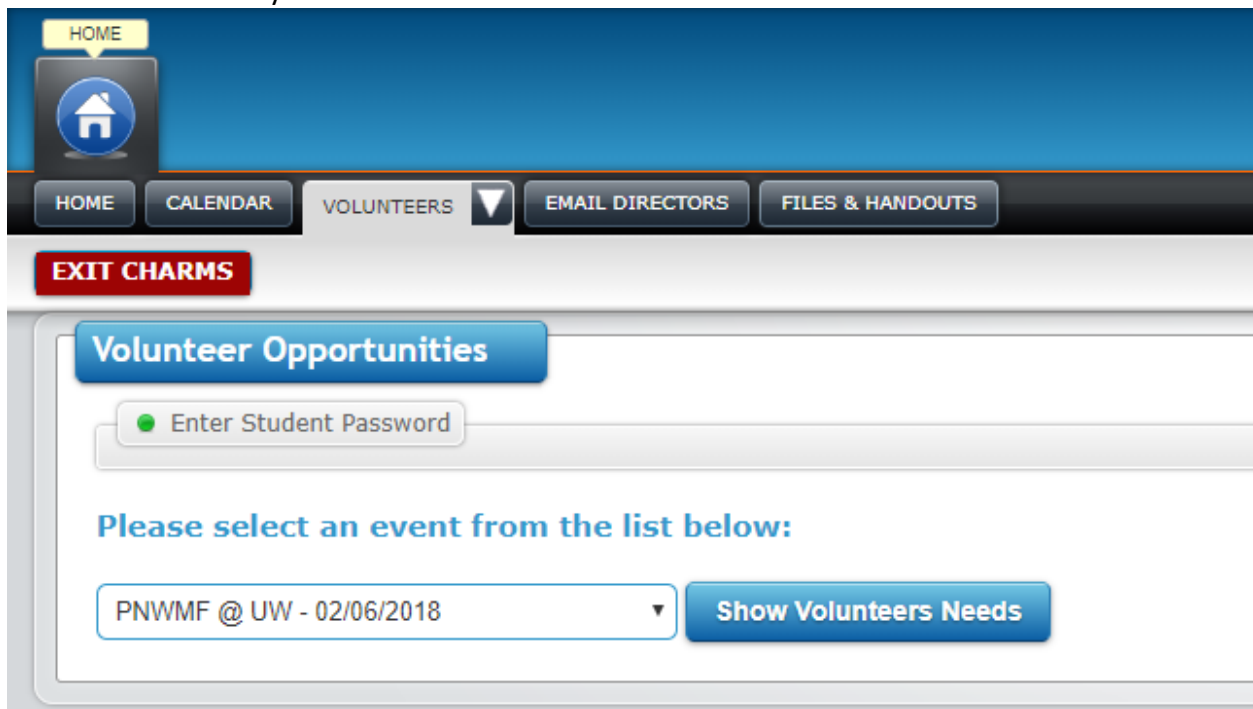 HOME
HOME CALENDAR VOLUNTEERS EMAIL DIRECTORS FILES & HANDOUTS
EXIT CHARMS
Volunteer Opportunities
Enter Student Password
Please select an event from the list below:
PNWMF @ UW - 02/06/2018 Show Volunteers Needs